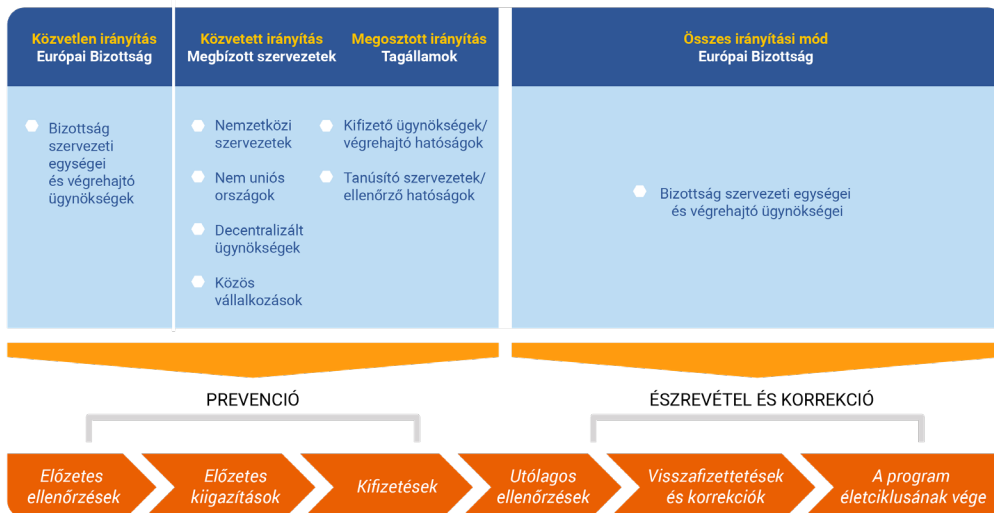 Közvetlen irányítás
Európai Bizottság
Közvetett irányítás
Megbízott szervezetek
Megosztott irányítás
Tagállamok
Összes irányítási mód
Európai Bizottság
Bizottság
szervezeti
egységei
és végrehajtó
ügynökségek
Nemzetközi
szervezetek
Nem uniós
országok
Decentralizált
ügynökségek
Közös
vállalkozások
Kifizető ügynökségek/
végrehajtó hatóságok
Tanúsító szervezetek/
ellenőrző hatóságok
Bizottság szervezeti egységei
és végrehajtó ügynökségei
PREVENCIÓ
ÉSZREVÉTEL ÉS KORREKCIÓ
Előzetes
ellenőrzések
Előzetes
kiigazítások
Kifizetések
Utólagos
ellenőrzések
Visszafizettetések
és korrekciók
A program
életciklusának vége